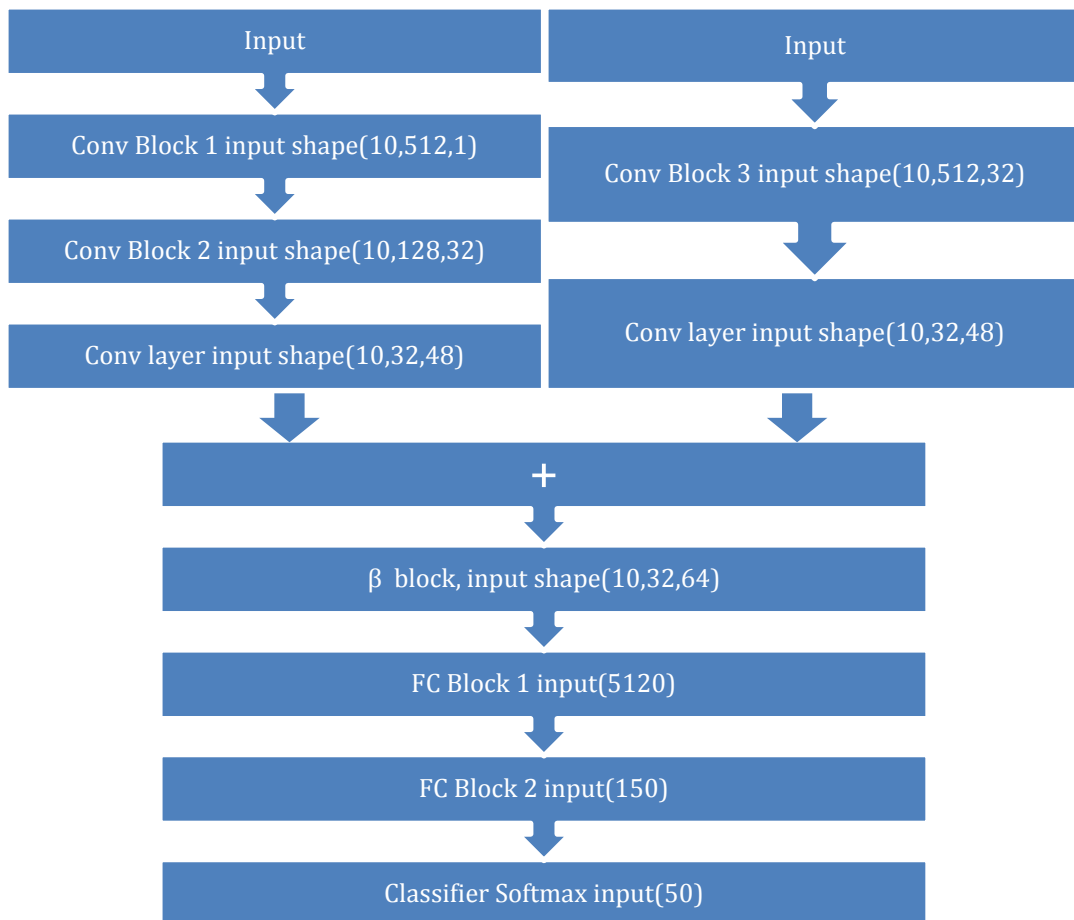 Input
Conv Block 1 input shape(10,512,1)
Conv Block 2 input shape(10,128,32)
Conv layer input shape(10,32,48)
Input
Conv Block 3 input shape(10,512,32)
Conv layer input shape(10,32,48)
+
β block, input shape(10,32,64)
FC Block 1 input(5120)
FC Block 2 input(150)
Classifier Softmax input(50)